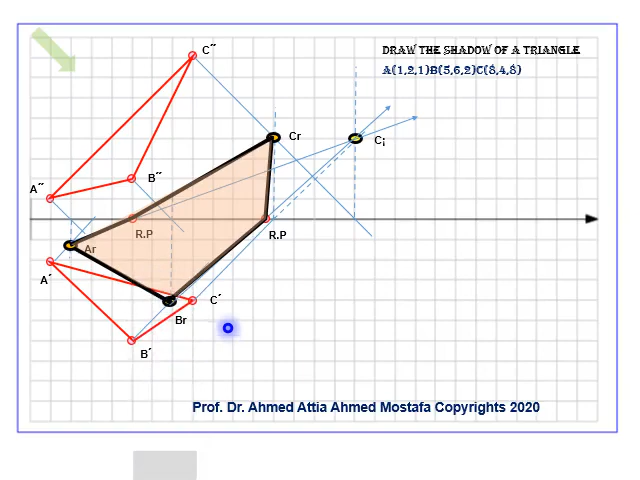 DRAW THE SHADOW OF A TRIANGLE
A(1,2,1)B(5,6,2)C(8,4,8)
C˝
Cr
C¡
B˝
A˝
R.P
R.P
Ar
A´
C´
Br
B´
Prof. Dr. Ahmed Attia Ahmed Mostafa Copyrights 2020